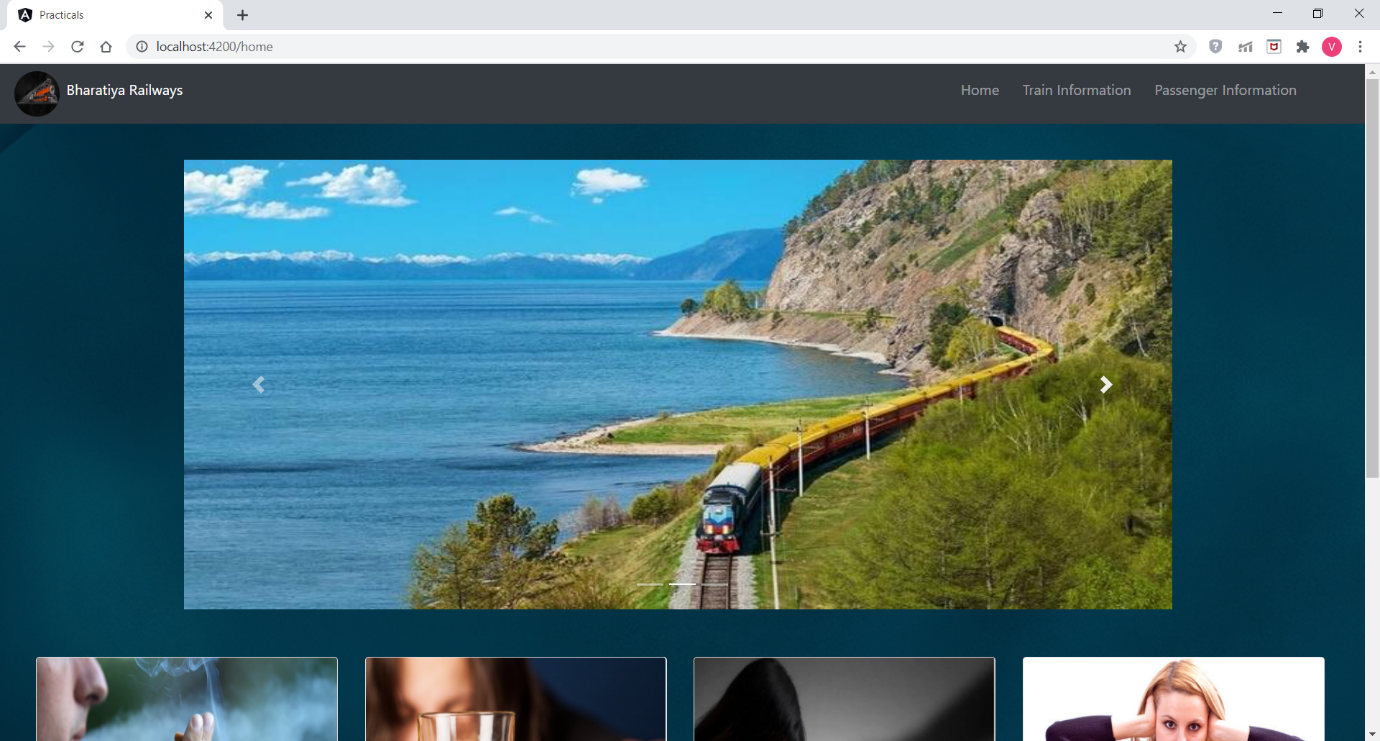 Practicals
localhost:4200/home
V
Bharatiya Railways
Home Train Information Passenger Information